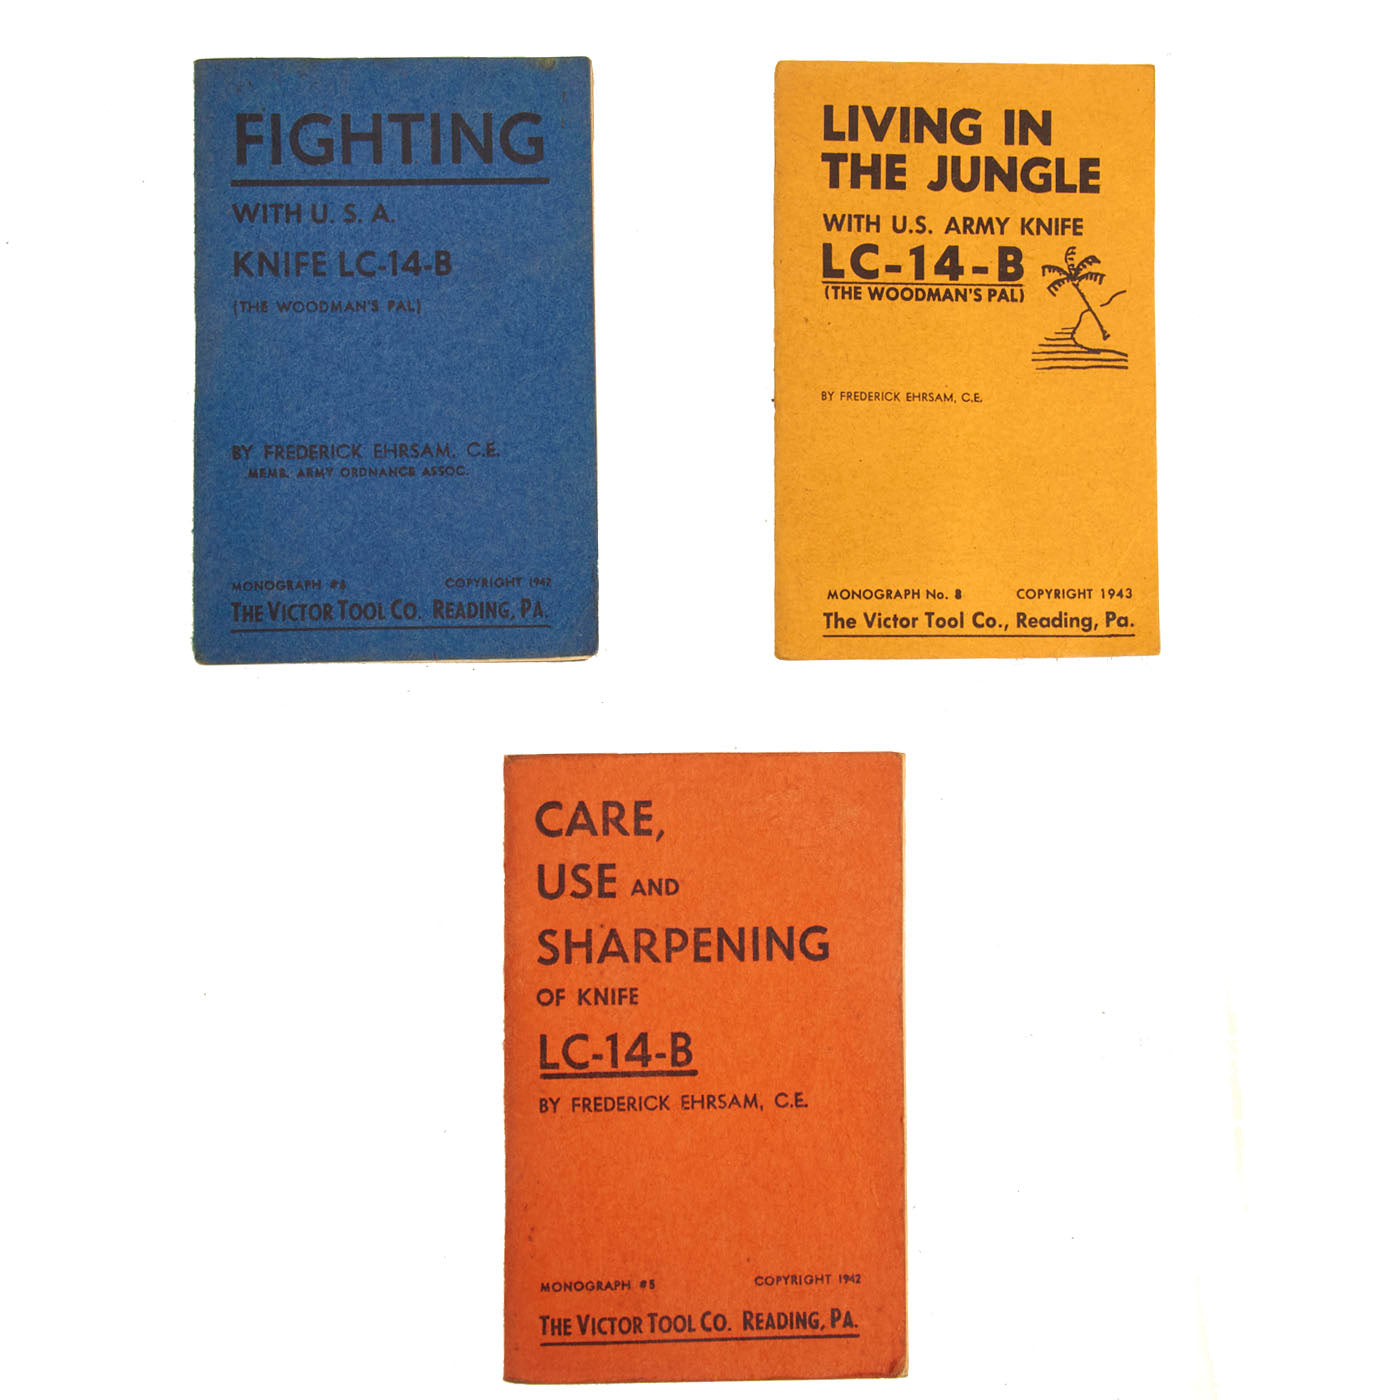 FIGHTING
WITH U. S. A.
KNIFE LC-14-B
(THE WOODMAN'S PAL)
BY FREDERICK EHRSAM, C.E.
MEMB. ARMY ORDNANCE ASSOC.
MONOGRAPH COPYRIGHT 1942
THE VICTOR TOOL CO. READING, PA.
LIVING IN
THE JUNGLE
WITH U.S. ARMY KNIFE
LC-14-B
(THE WOODMAN'S PAL)
BY FREDERICK EHRSAM, C.E.
MONOGRAPH No. 8 COPYRIGHT 1943
The Victor Tool Co., Reading, Pa.
CARE,
USE AND
SHARPENING
OF KNIFE
LC-14-B
BY FREDERICK EHRSAM, C.E.
MONOGRAPH #5 COPYRIGHT 1942
THE VICTOR TOOL CO. READING, PA.